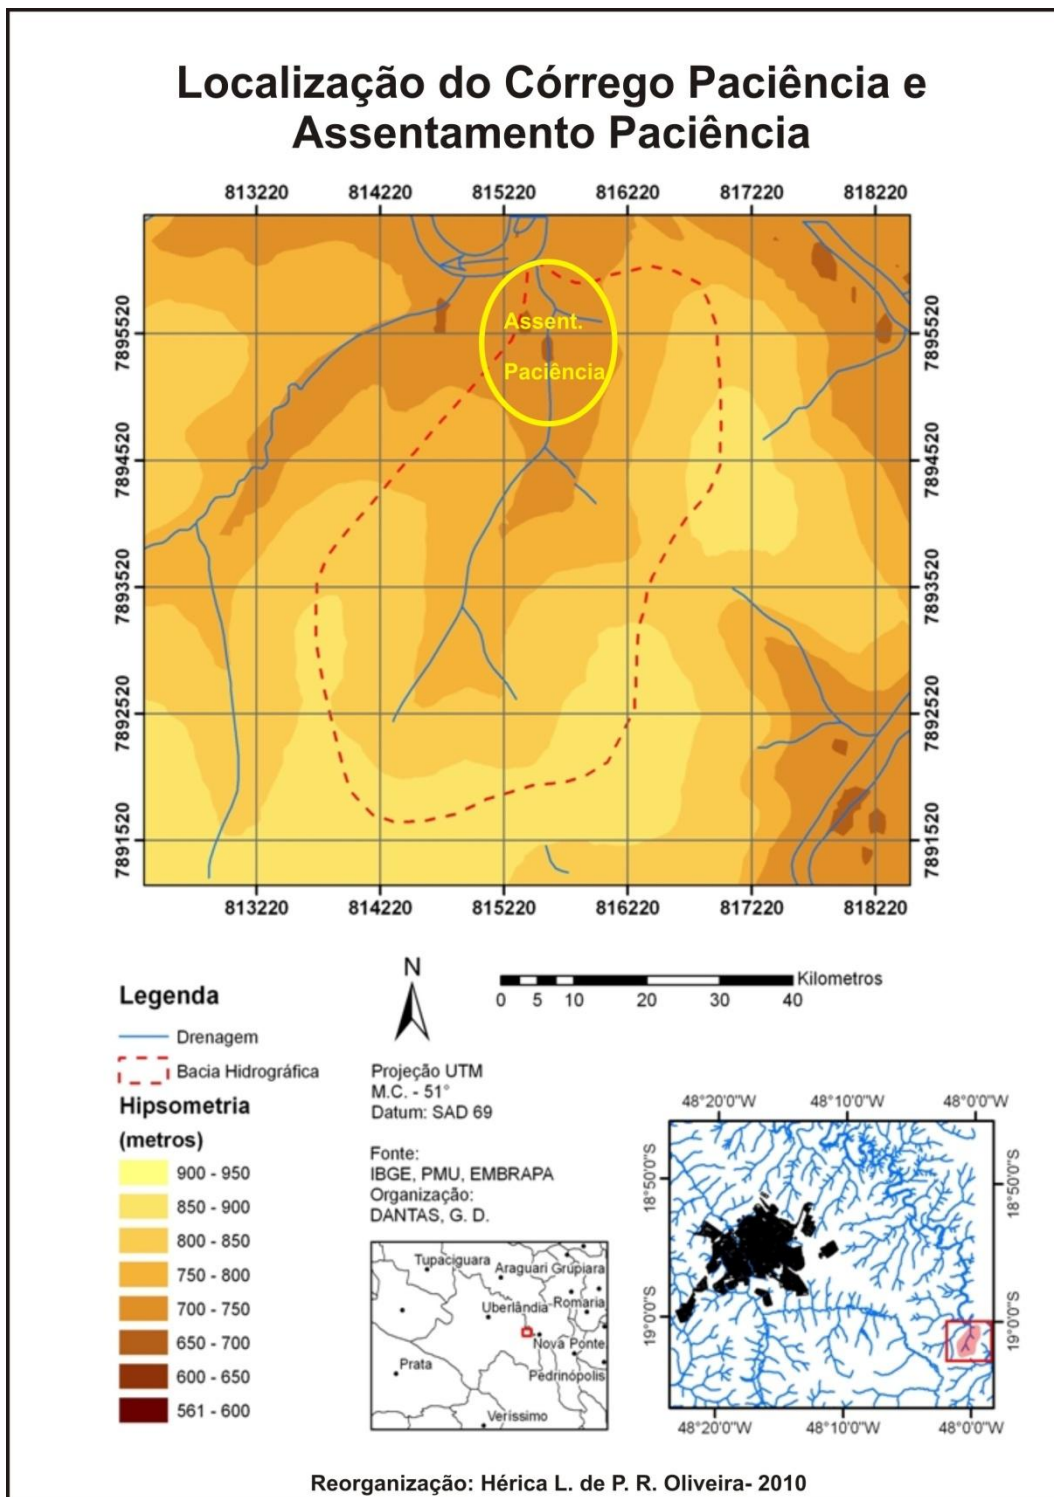 Localização do Córrego Paciência e
Assentamento Paciência
813220 814220 815220 816220 817220 818220
7895520
7894520
7893520
7892520
7891520
Assent.
Paciência
7895520
7894520
7893520
7892520
7891520
813220 814220 815220 816220 817220 818220
Legenda
Drenagem
Bacia Hidrográfica
Hipsometria
(metros)
900 - 950
850 - 900
800 - 850
750 - 800
700 - 750
650 - 700
600 - 650
561 - 600
N
Kilometros
0 5 10 20 30 40
Projeção UTM
M.C. - 51°
Datum: SAD 69
Fonte:
IBGE, PMU, EMBRAPA
Organização:
DANTAS, G. D.
Tupaciguara
Araguari Grupiara
Uberlândia
Romaria
Nova Ponte
Prata
Pedrinópolis
Veríssimo
48°20'0"W 48°10'0"W 48°0'0"W
18°50'0"S
19°0'0"S
18°50'0"S
19°0'0"S
48°20'0"W 48°10'0"W 48°0'0"W
Reorganização: Hérica L. de P. R. Oliveira- 2010